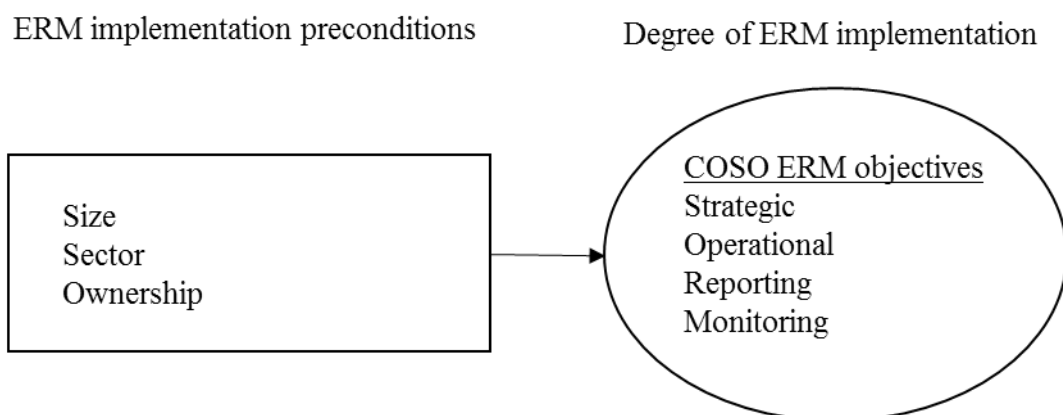 ERM implementation preconditions
Degree of ERM implementation
Size
Sector
Ownership
COSO ERM objectives
Strategic
Operational
Reporting
Monitoring